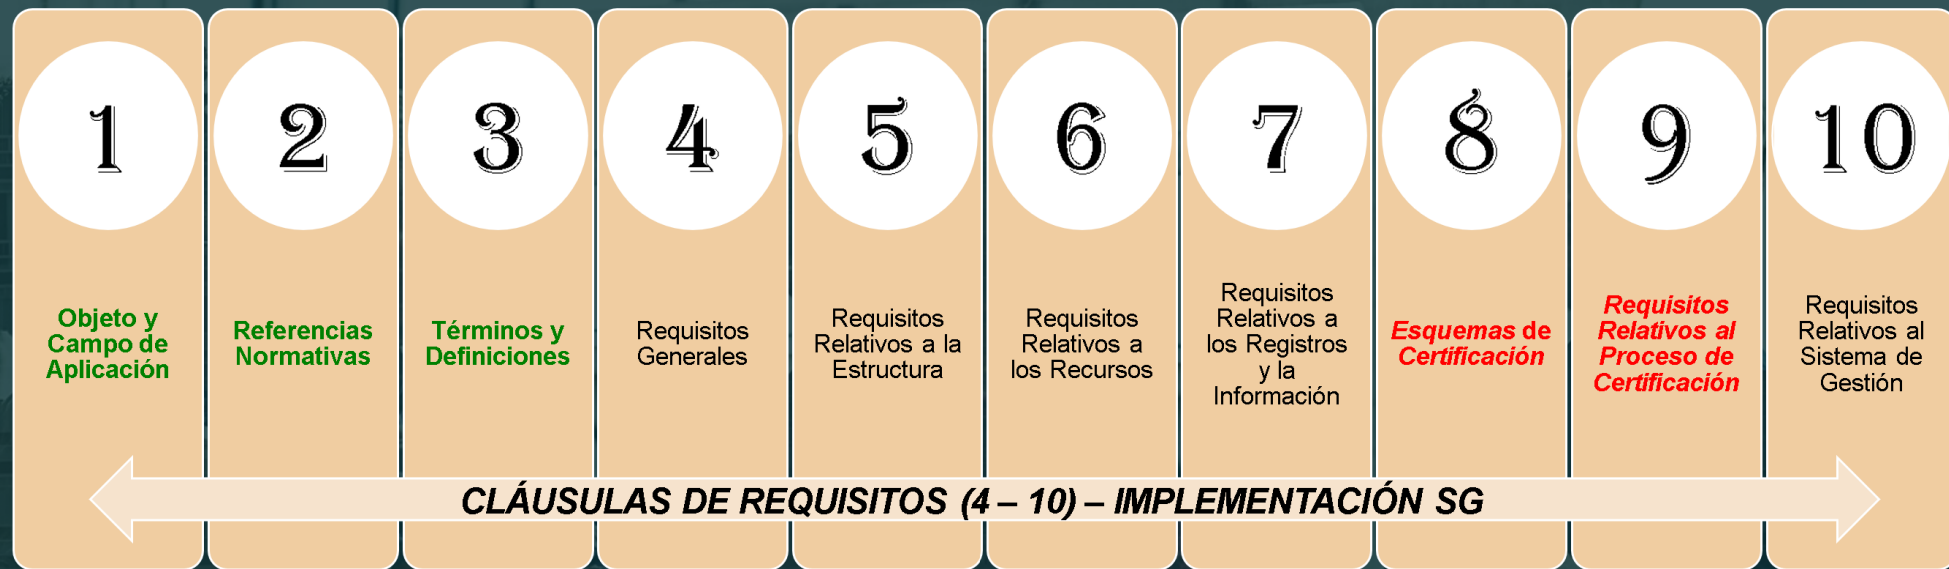 1
Objeto y
Campo de
Aplicación
2
Referencias
Normativas
3
Términos y
Definiciones
4
Requisitos
Generales
5
Requisitos
Relativos a la
Estructura
6
Requisitos
Relativos a
los Recursos
7
Requisitos
Relativos a
los Registros
y la
Información
8
Esquemas de
Certificación
9
Requisitos
Relativos al
Proceso de
Certificación
10
Requisitos
Relativos al
Sistema de
Gestión
CLÁUSULAS DE REQUISITOS (4 – 10) – IMPLEMENTACIÓN SG